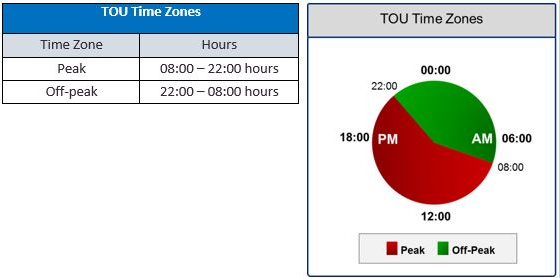 TOU Time Zones
Time Zone Hours
Peak 08:00 – 22:00 hours
Off-peak 22:00 – 08:00 hours
TOU Time Zones
00:00
22:00
18:00 PM AM 06:00
08:00
12:00
Peak Off-Peak